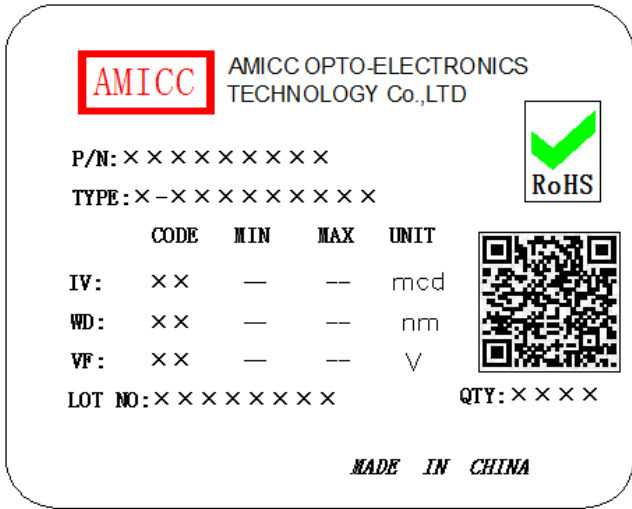 AMICC
AMICC OPTO-ELECTRONICS
TECHNOLOGY Co.,LTD
RoHS
P/N:×××××××××
TYPE:×-×××××××××
CODE MIN MAX UNIT
IV: ×× — -- mcd
WD: ×× — -- nm
VF: ×× — -- V
LOT NO:×××××××× QTY:××××
MADE IN CHINA